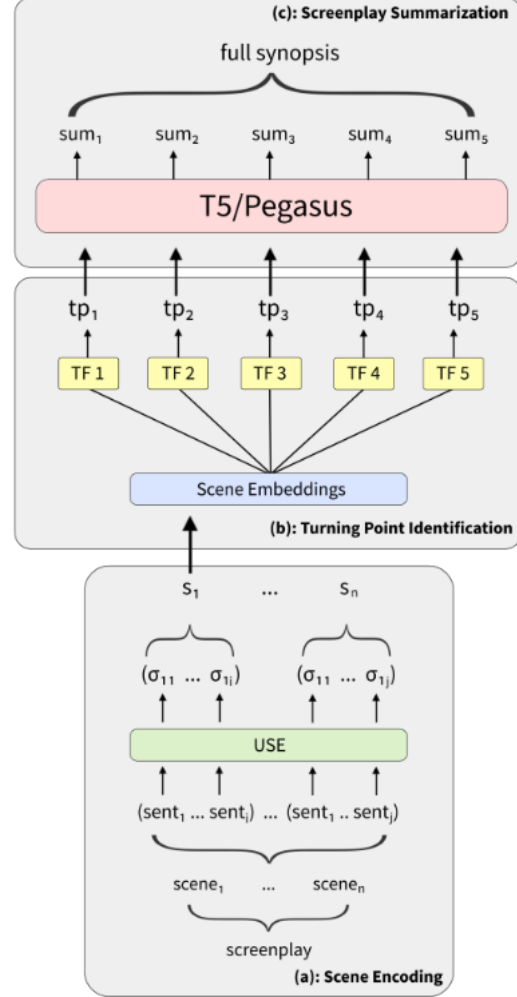 (c): Screenplay Summarization
full synopsis
sum₁ sum₂ sum₃ sum₄ sum₅
T5/Pegasus
tp₁ tp₂ tp₃ tp₄ tp₅
TF 1 TF 2 TF 3 TF 4 TF 5
Scene Embeddings
(b): Turning Point Identification
s₁ ... sₙ
(σ₁₁ ... σ₁ᵢ) (σ₁₁ ... σ₁ⱼ)
USE
(sent₁ ... sentᵢ) ... (sent₁ .. sentⱼ)
scene₁ ... sceneₙ
screenplay
(a): Scene Encoding